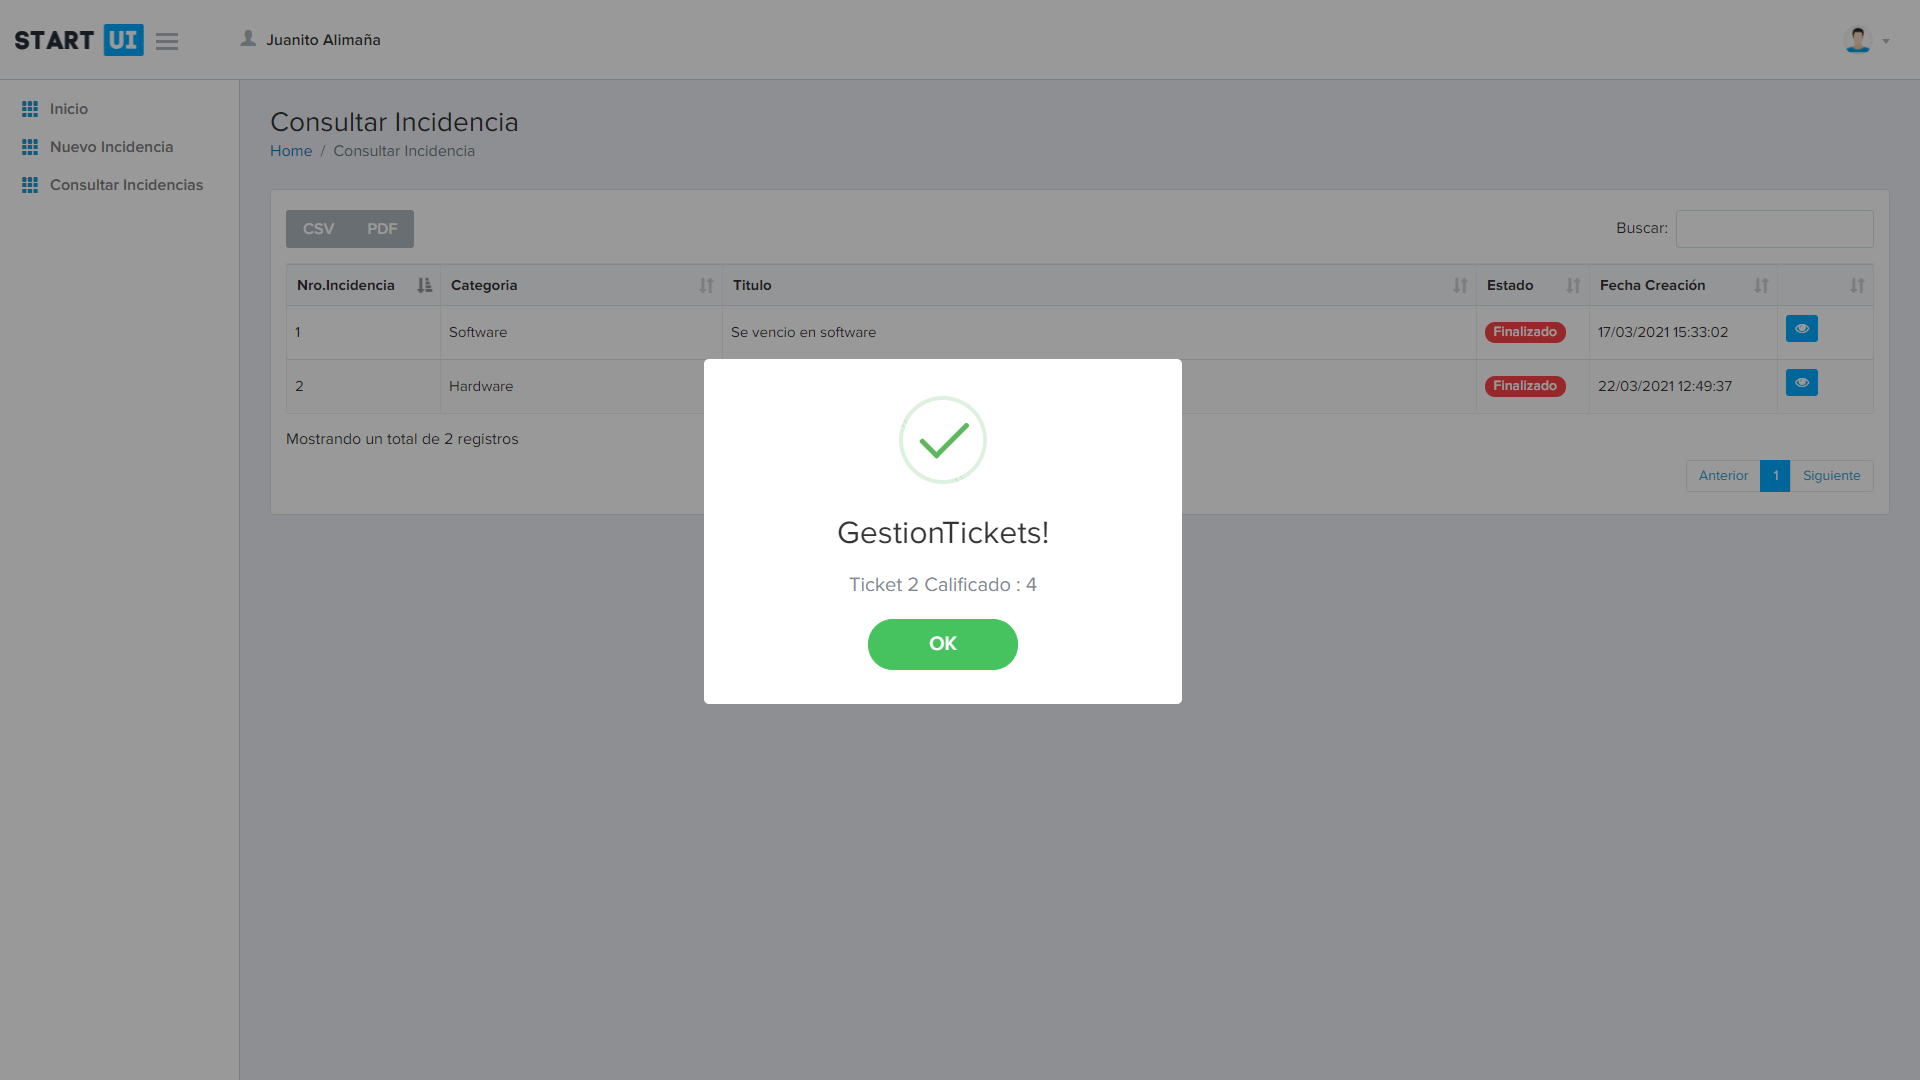 START UI
Juanito Alimaña
Inicio
Nuevo Incidencia
Consultar Incidencias
Consultar Incidencia
Home / Consultar Incidencia
CSV PDF
Buscar:
Nro.Incidencia Categoria Titulo Estado Fecha Creación
1 Software Se vencio en software Finalizado 17/03/2021 15:33:02
2 Hardware Finalizado 22/03/2021 12:49:37
Mostrando un total de 2 registros
Anterior 1 Siguiente
GestionTickets!
Ticket 2 Calificado : 4
OK